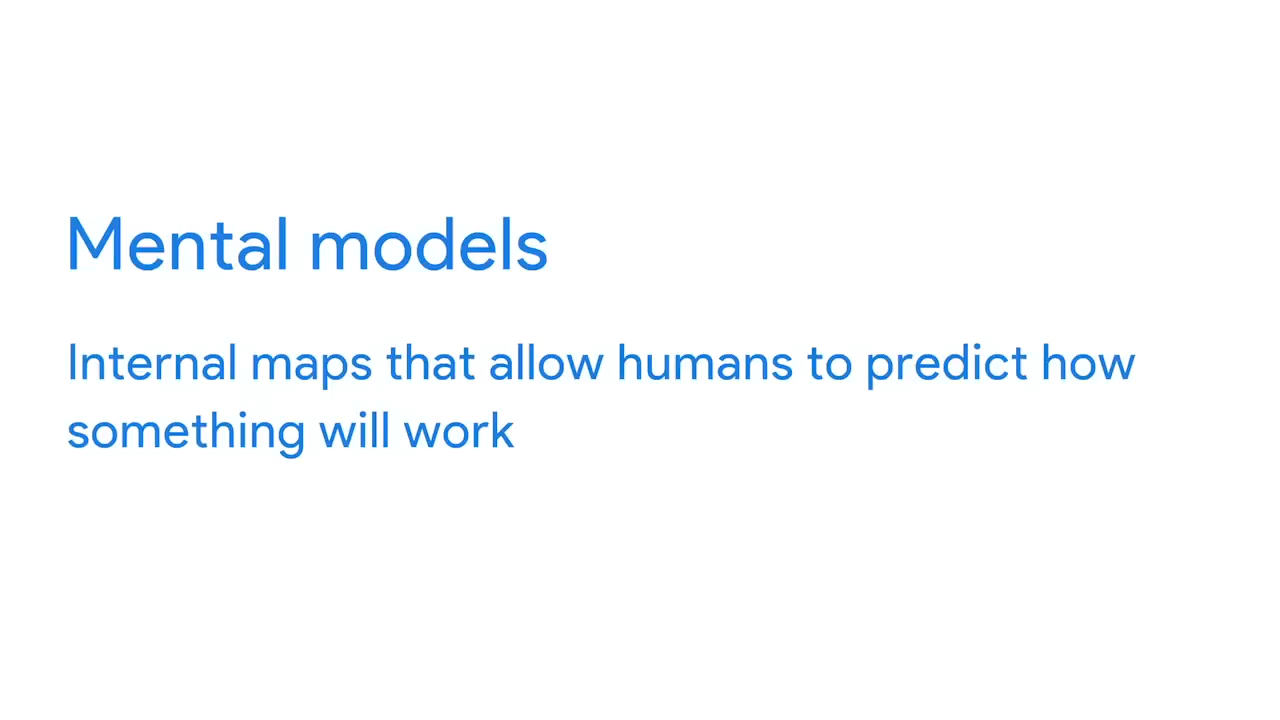 Mental models
Internal maps that allow humans to predict how
something will work